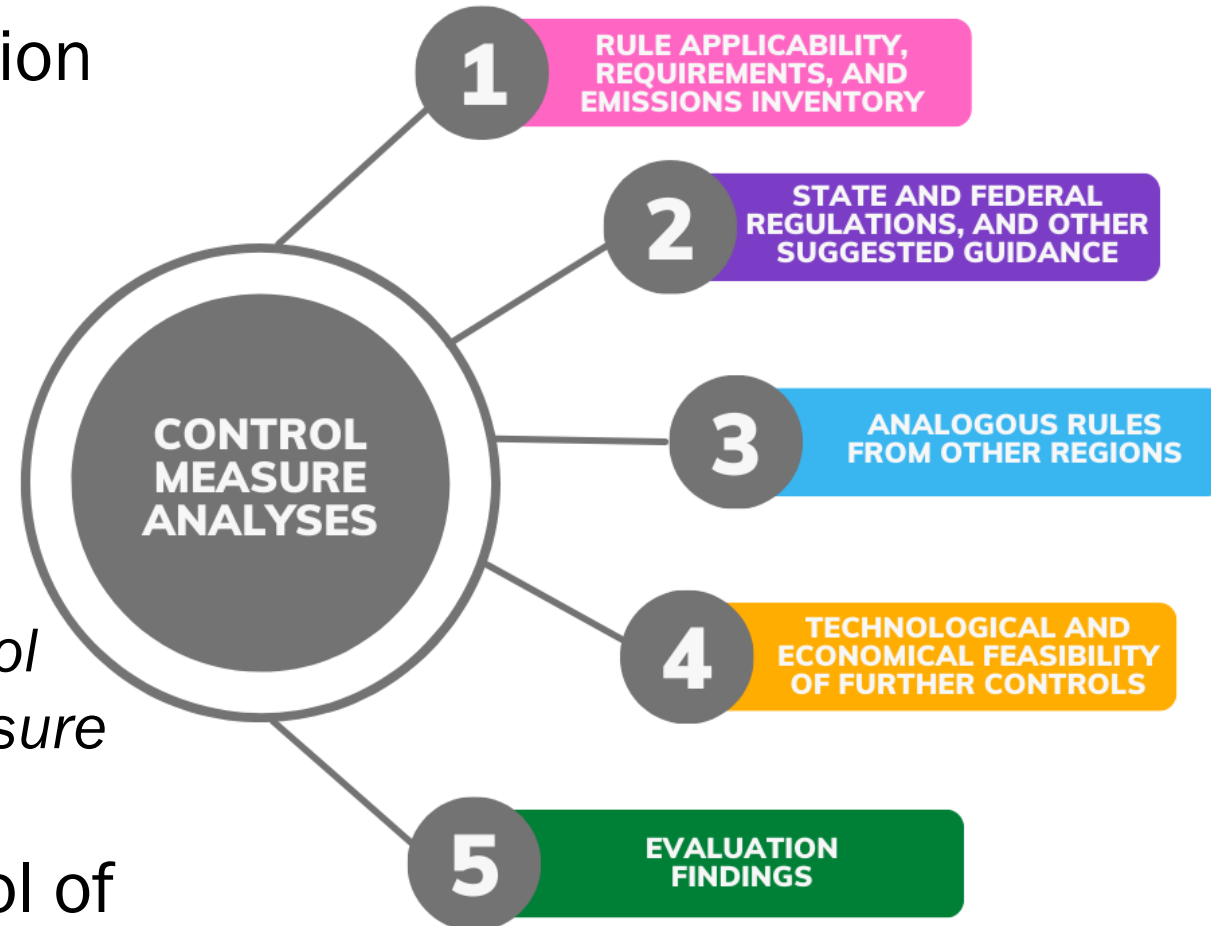 ion
1
RULE APPLICABILITY,
REQUIREMENTS, AND
EMISSIONS INVENTORY
2
STATE AND FEDERAL
REGULATIONS, AND OTHER
SUGGESTED GUIDANCE
CONTROL
MEASURE
ANALYSES
3
ANALOGOUS RULES
FROM OTHER REGIONS
4
TECHNOLOGICAL AND
ECONOMICAL FEASIBILITY
OF FURTHER CONTROLS
ol
sure
5
EVALUATION
FINDINGS
ol of